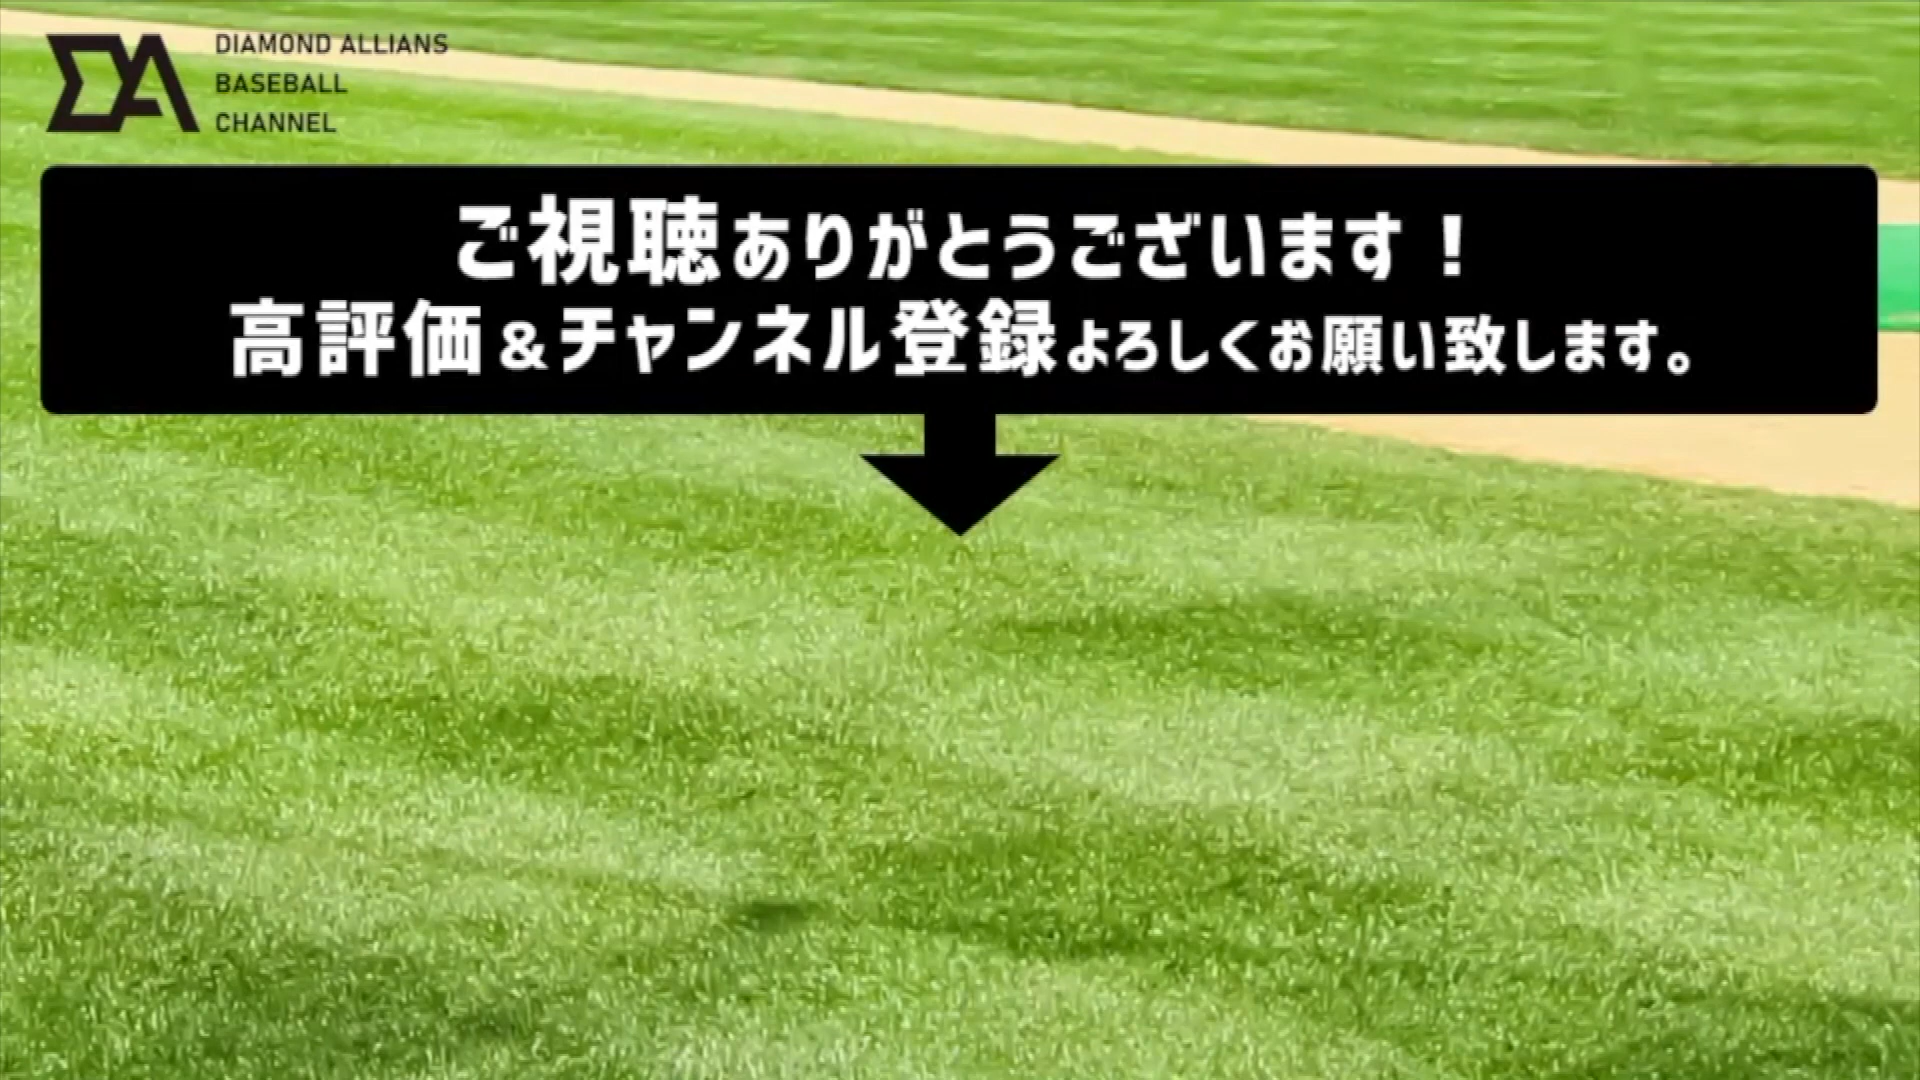 DIAMOND ALLIANS
BASEBALL
CHANNEL
ご視聴ありがとうございます！
高評価＆チャンネル登録よろしくお願い致します。